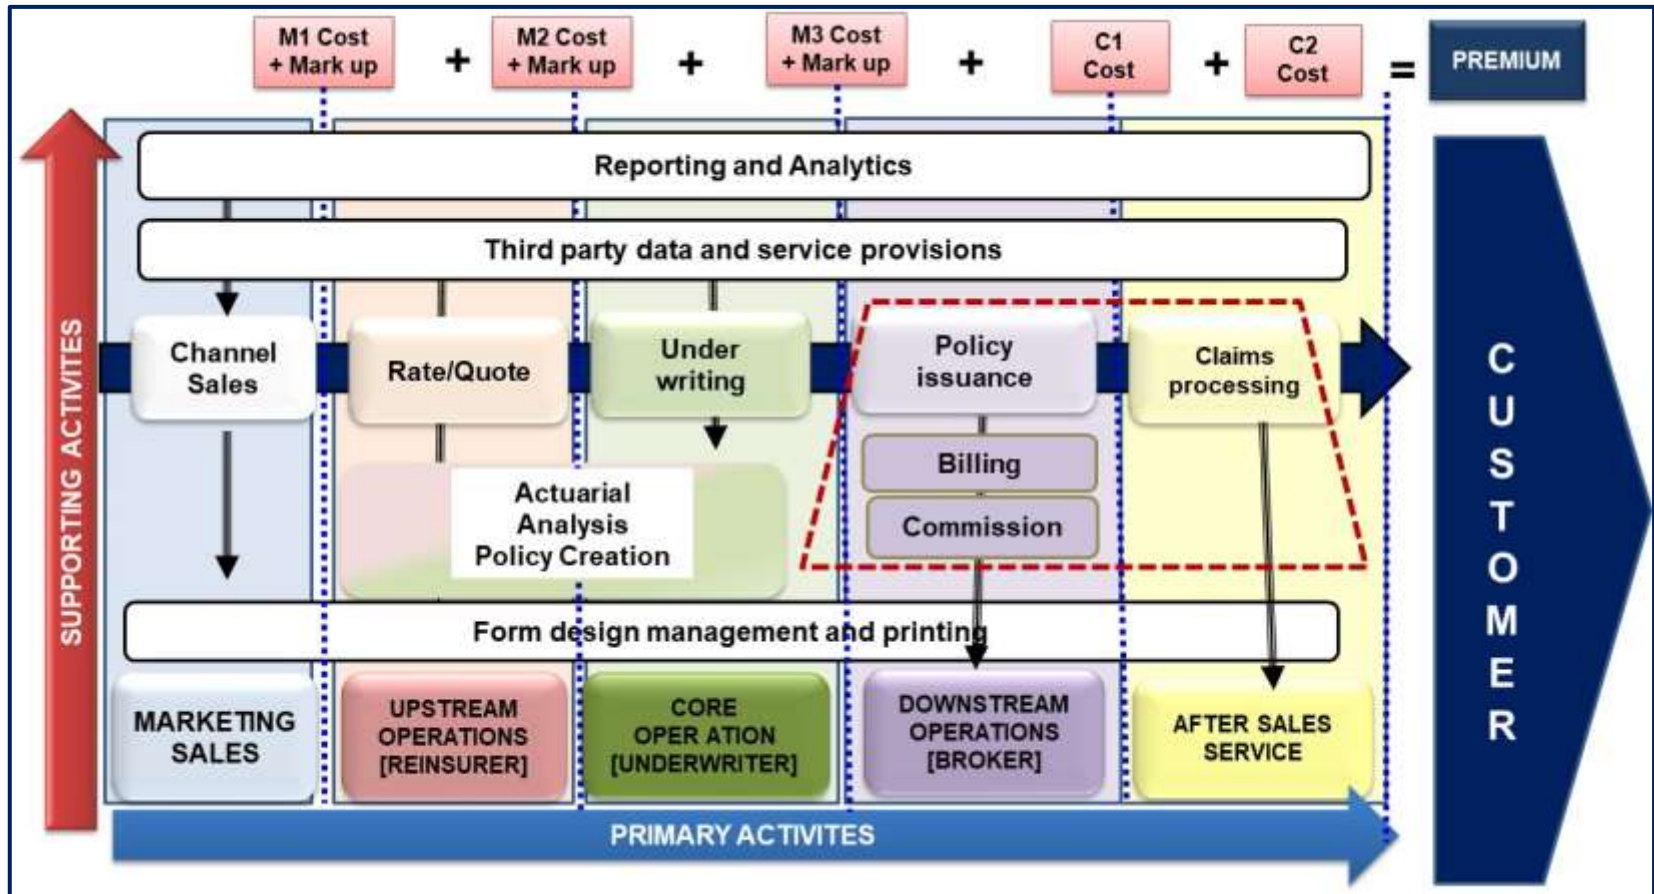 M1 Cost
+ Mark up
+
M2 Cost
+ Mark up
+
M3 Cost
+ Mark up
+
C1
Cost
+
C2
Cost
=
PREMIUM
SUPPORTING ACTIVITIES
Reporting and Analytics
Third party data and service provisions
Channel
Sales
Rate/Quote
Under
writing
Policy
issuance
Claims
processing
Billing
Commission
Actuarial
Analysis
Policy Creation
Form design management and printing
MARKETING
SALES
UPSTREAM
OPERATIONS
[REINSURER]
CORE
OPER ATION
[UNDERWRITER]
DOWNSTREAM
OPERATIONS
[BROKER]
AFTER SALES
SERVICE
PRIMARY ACTIVITES
C
U
S
T
O
M
E
R